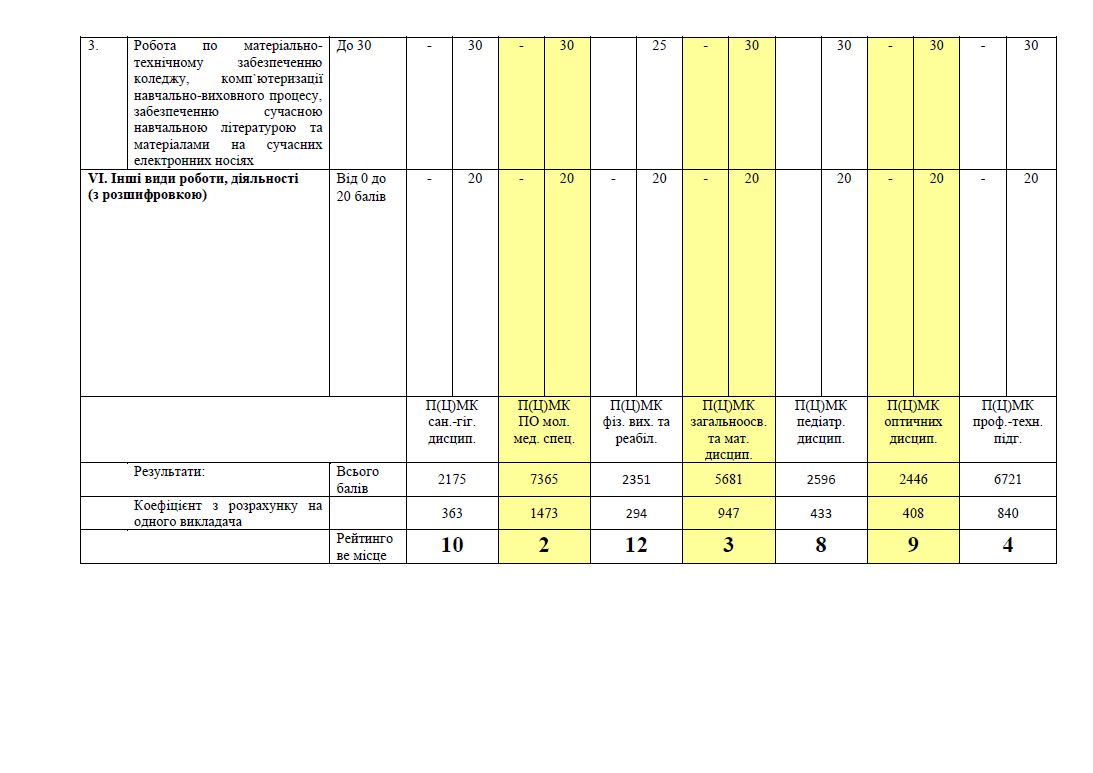 3. Робота по матеріально- До 30 - 30 - 30 25 - 30 30 - 30 - 30
технічному забезпеченню
коледжу, комп`ютеризації
навчально-виховного процесу,
забезпеченню сучасною
навчальною літературою та
матеріалами на сучасних
електронних носіях
VI. Інші види роботи, діяльності Від 0 до - 20 - 20 - 20 - 20 20 - 20 - 20
(з розшифровкою) 20 балів
П(Ц)МК П(Ц)МК П(Ц)МК П(Ц)МК П(Ц)МК П(Ц)МК П(Ц)МК
сан.-гіг. ПО мол. фіз. вих. та загальноосв. педіатр. оптичних проф.-техн.
дисцип. мед. спец. реабіл. та мат. дисцип. дисцип. підг.
дисцип.
Результати: Всього 2175 7365 2351 5681 2596 2446 6721
балів
Коефіцієнт з розрахунку на 363 1473 294 947 433 408 840
одного викладача
Рейтинго 10 2 12 3 8 9 4
ве місце